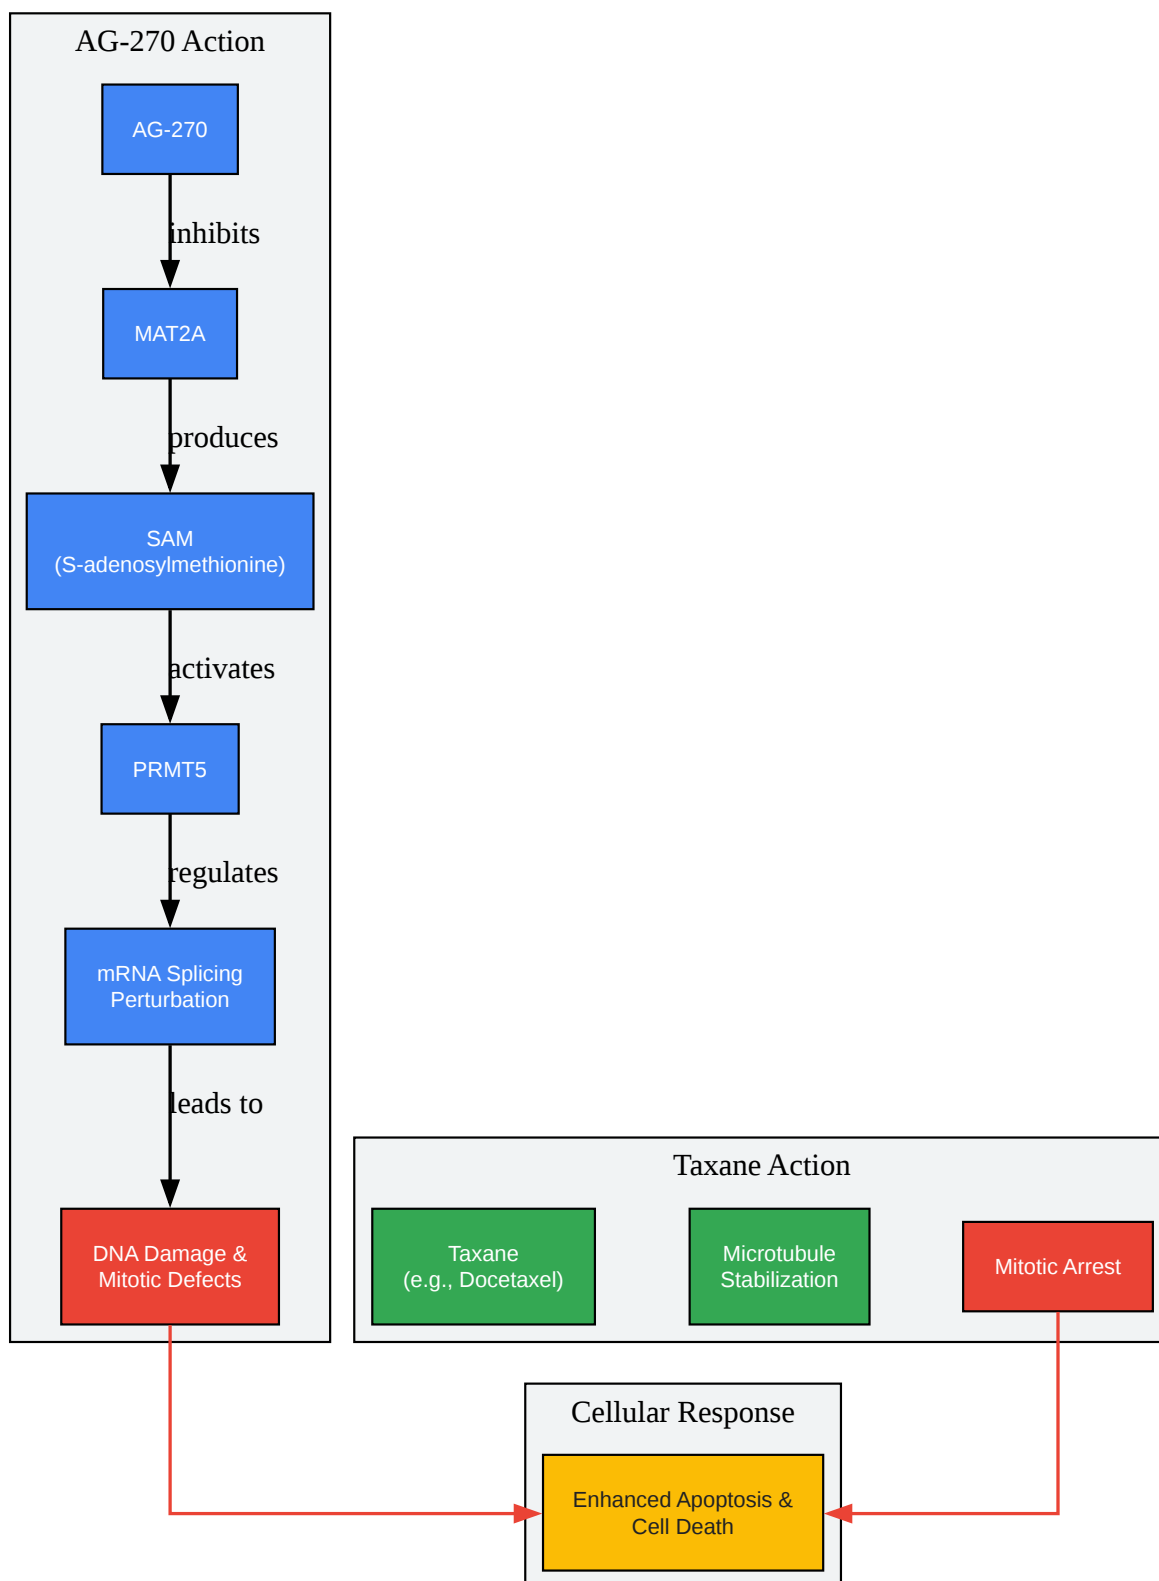 AG-270 Action
AG-270
inhibits
MAT2A
produces
SAM
(S-adenosylmethionine)
activates
PRMT5
regulates
mRNA Splicing
Perturbation
leads to
DNA Damage &
Mitotic Defects
Taxane Action
Taxane
(e.g., Docetaxel)
Microtubule
Stabilization
Mitotic Arrest
Cellular Response
Enhanced Apoptosis &
Cell Death